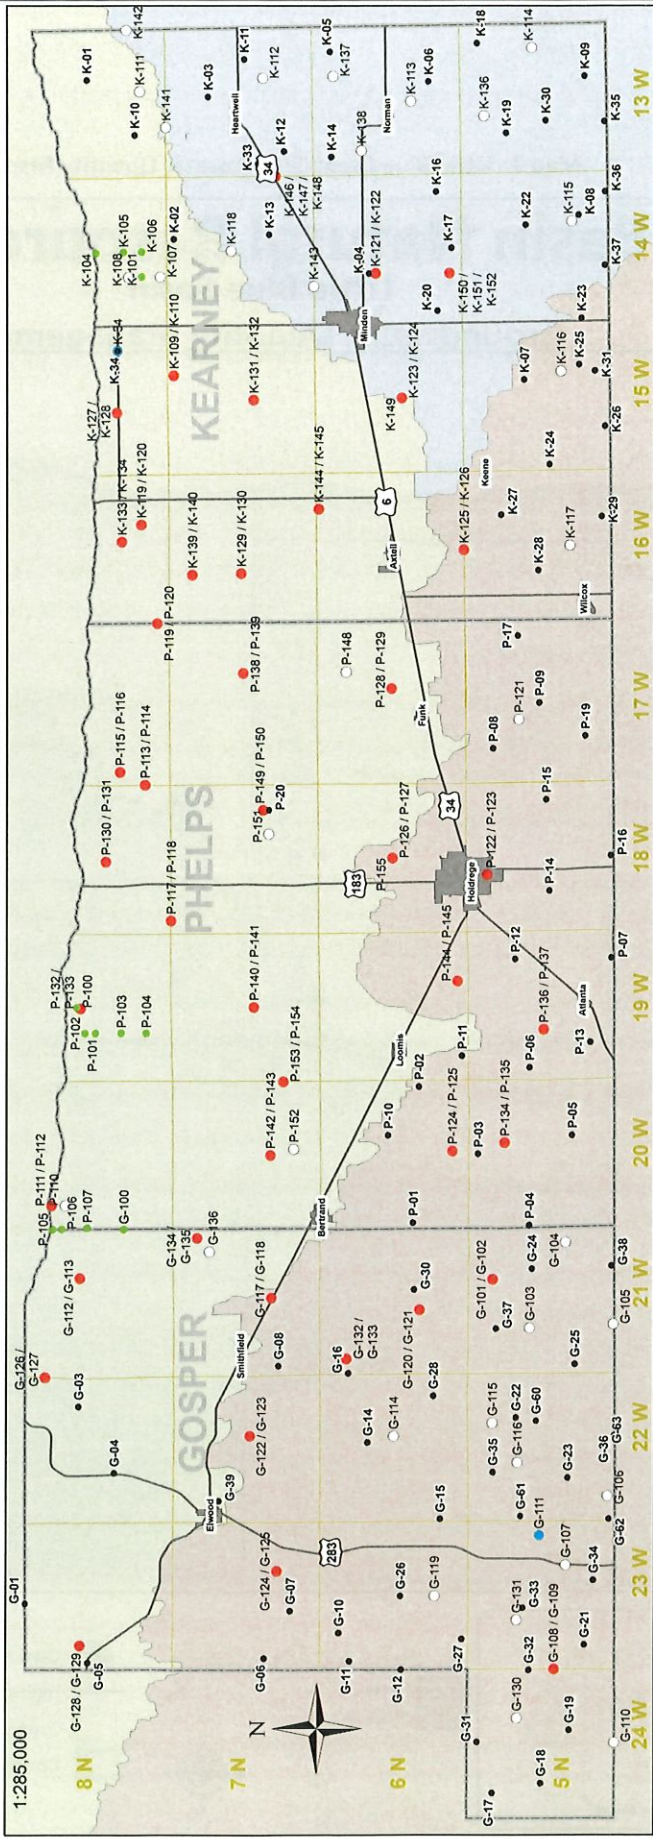 K-142
K-18
K-114
K-11
K-05
K-01
K-111
K-112
K-137
K-06
K-09
K-03
K-113
K-136
K-10
K-141
Heartwell
Norman
K-19
K-30
K-35
13 W
K-12
K-138
K-14
K-33
34
K-146 /
K-147 /
K-148
K-16
K-36
K-115
K-08
K-22
K-105
K-106
K-02
K-118
K-13
K-17
K-104
K-108
K-101
K-107
K-143
K-04
K-121 / K-122
K-150 /
K-151 /
K-152
K-37
14 W
K-20
K-23
KEARNEY
Minden
K-34
K-34
K-109 / K-110
K-131 / K-132
K-123 / K-124
K-149
K-07
K-116
K-25
K-31
15 W
K-127 /
K-128
K-26
K-24
Keene
K-133 / K-134
K-119 / K-120
K-144 / K-145
6
K-27
K-29
K-139 / K-140
K-129 / K-130
K-125 / K-126
K-28
K-117
16 W
Axtell
Wilcox
P-119 / P-120
P-17
P-138 / P-139
P-148
P-128 / P-129
P-121
P-09
17 W
Funk
P-08
P-19
P-115 / P-116
P-113 / P-114
P-149 / P-150
P-20
P-151
P-15
P-130 / P-131
34
P-126 / P-127
P-155
P-16
18 W
PHELPS
183
P-122 / P-123
Holdrege
P-14
P-117 / P-118
P-12
P-07
P-144 / P-145
P-132 /
P-133
P-100
P-102
P-101
P-103
P-104
P-140 / P-141
P-136 / P-137
Atlanta
19 W
P-13
Loomis
P-11
P-06
P-153 / P-154
P-02
P-142 / P-143
P-152
P-10
P-124 / P-125
P-03
P-134 / P-135
P-05
20 W
P-111 / P-112
P-110
P-105
P-106
P-107
G-100
Bertrand
P-01
P-04
G-134
G-135
G-136
G-104
G-24
G-38
G-112 / G-113
G-30
G-101 / G-102
21 W
G-117 / G-118
G-120 / G-121
G-37
G-103
G-105
GOSPER
Smithfield
G-08
G-16
G-132 /
G-133
G-25
G-126 /
G-127
G-03
G-28
G-115
G-22
G-60
G-122 / G-123
G-14
G-114
G-116
G-63
22 W
G-04
G-35
G-23
G-36
G-39
Elwood
G-106
G-15
G-61
G-111
G-62
283
G-107
G-124 / G-125
G-34
23 W
G-01
G-07
G-26
G-119
G-131
G-33
G-10
G-128 / G-129
G-05
G-06
G-11
G-12
G-27
G-32
G-108 / G-109
G-21
N
G-130
G-31
G-19
G-110
24 W
G-18
G-17
1:285,000
8 N
7 N
6 N
5 N